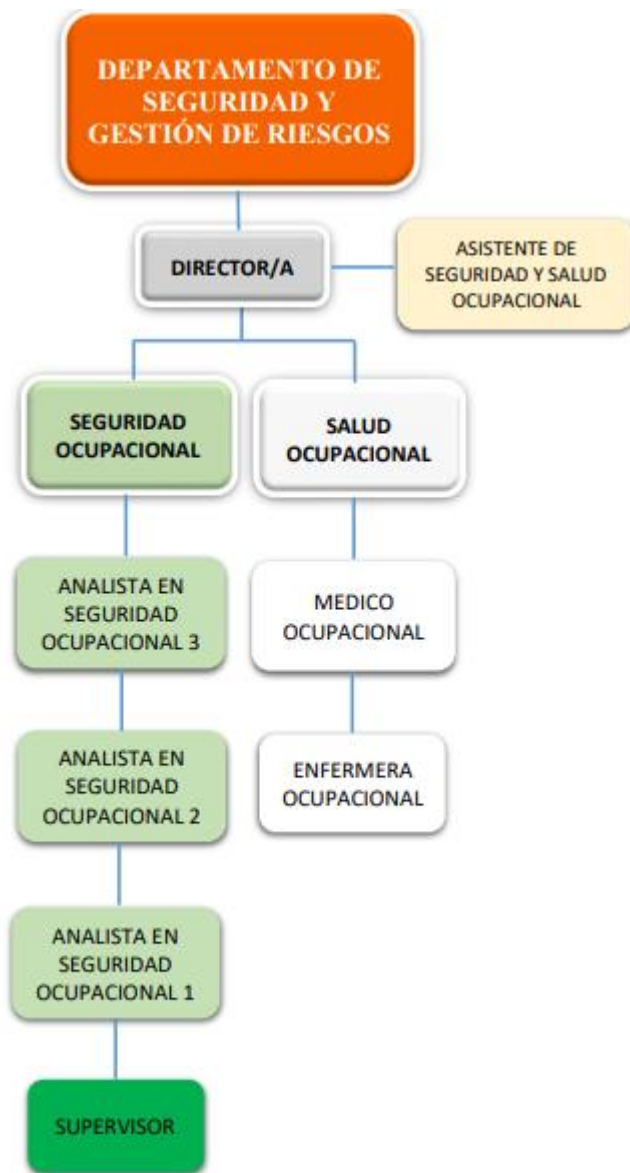 DEPARTAMENTO DE
SEGURIDAD Y
GESTIÓN DE RIESGOS
DIRECTOR/A
ASISTENTE DE
SEGURIDAD Y SALUD
OCUPACIONAL
SEGURIDAD
OCUPACIONAL
SALUD
OCUPACIONAL
ANALISTA EN
SEGURIDAD
OCUPACIONAL 3
MEDICO
OCUPACIONAL
ANALISTA EN
SEGURIDAD
OCUPACIONAL 2
ENFERMERA
OCUPACIONAL
ANALISTA EN
SEGURIDAD
OCUPACIONAL 1
SUPERVISOR